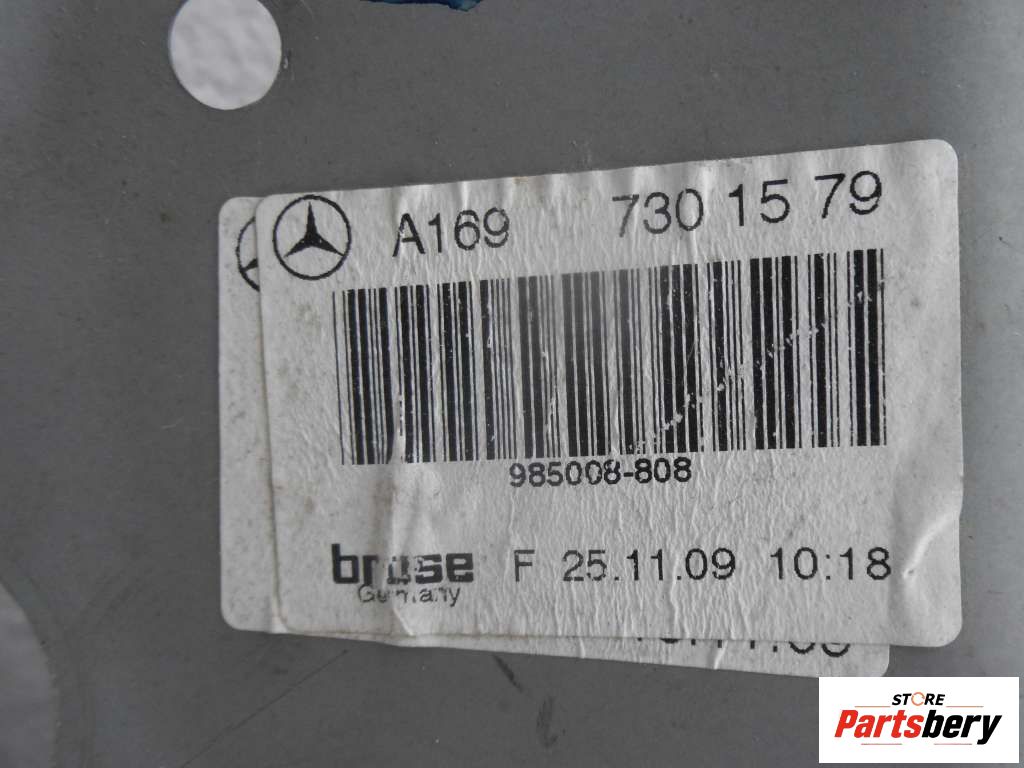 A169 730 15 79
985008-808
brose F 25.11.09 10:18
Germany
STORE
Partsbery